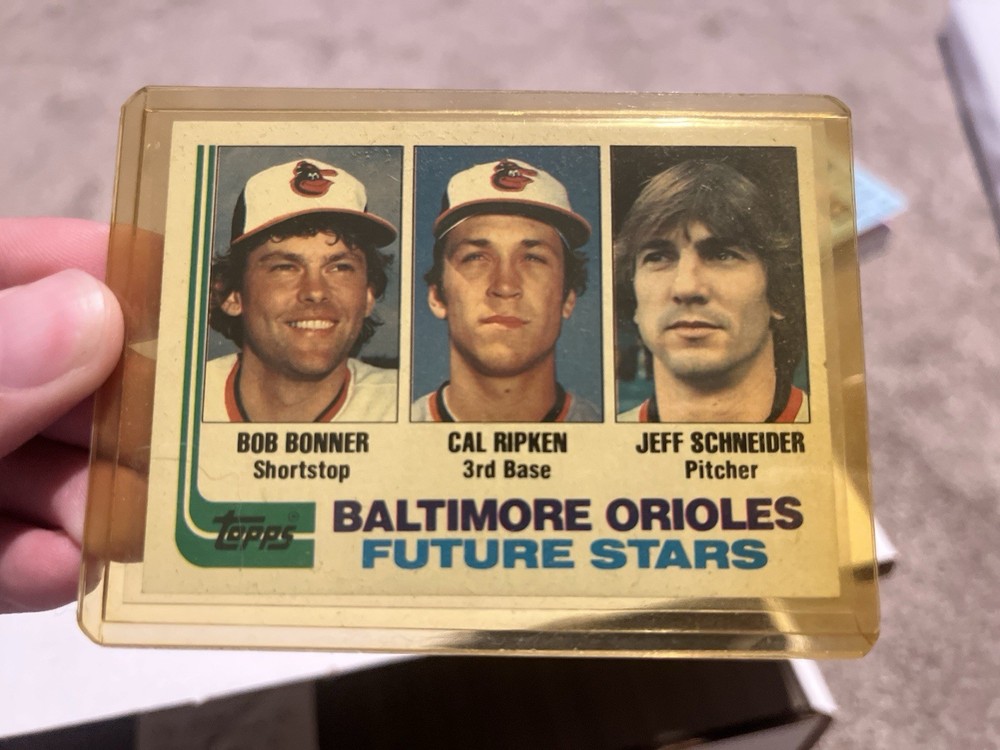 BOB BONNER
Shortstop
CAL RIPKEN
3rd Base
JEFF SCHNEIDER
Pitcher
topps®
BALTIMORE ORIOLES
FUTURE STARS